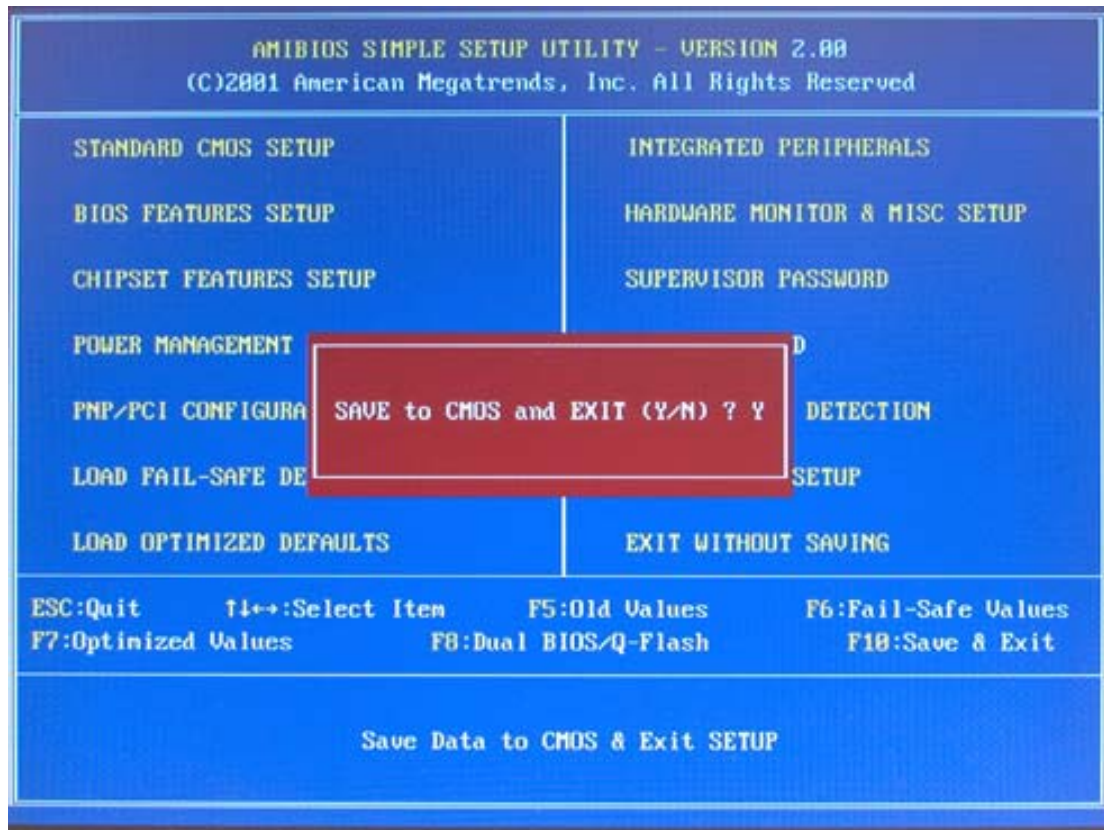 AMIBIOS SIMPLE SETUP UTILITY - VERSION 2.00
(C)2001 American Megatrends, Inc. All Rights Reserved
STANDARD CMOS SETUP
BIOS FEATURES SETUP
CHIPSET FEATURES SETUP
POWER MANAGEMENT
PNP/PCI CONFIGURA
LOAD FAIL-SAFE DE
LOAD OPTIMIZED DEFAULTS
INTEGRATED PERIPHERALS
HARDWARE MONITOR & MISC SETUP
SUPERVISOR PASSWORD
D
DETECTION
SETUP
EXIT WITHOUT SAVING
SAVE to CMOS and EXIT (Y/N) ? Y
ESC:Quit ↑↓←→:Select Item F5:Old Values F6:Fail-Safe Values
F7:Optimized Values F8:Dual BIOS/Q-Flash F10:Save & Exit
Save Data to CMOS & Exit SETUP